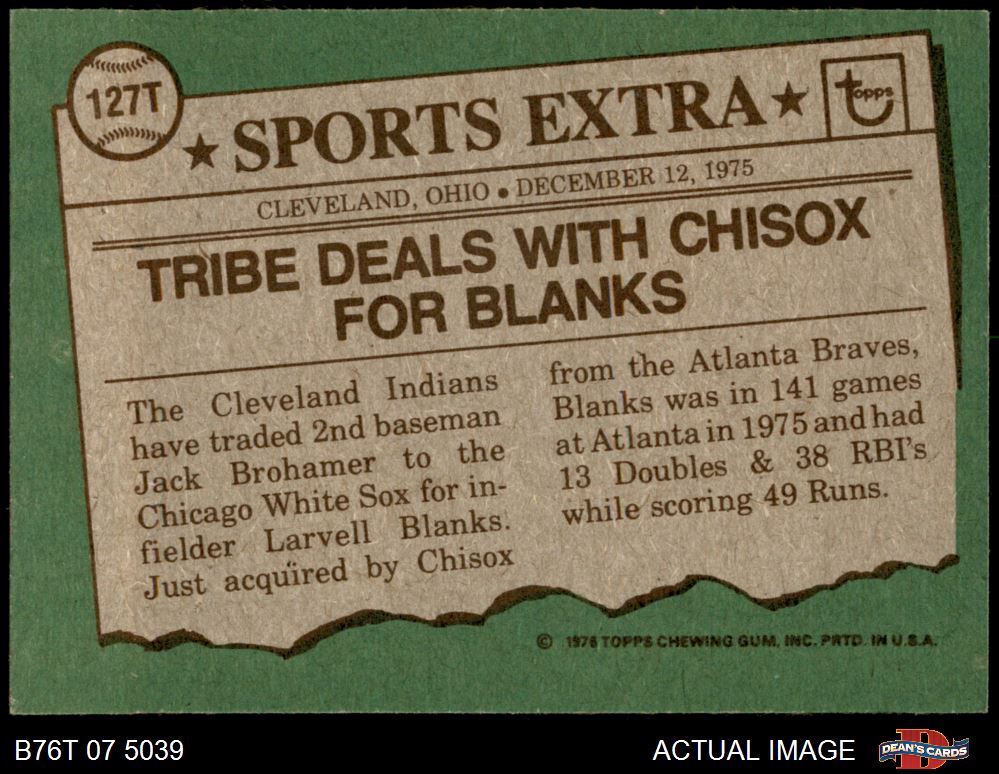 127T
★ SPORTS EXTRA ★
topps
CLEVELAND, OHIO • DECEMBER 12, 1975
TRIBE DEALS WITH CHISOX
FOR BLANKS
The Cleveland Indians
have traded 2nd baseman
Jack Brohamer to the
Chicago White Sox for in-
fielder Larvell Blanks.
Just acquired by Chisox
from the Atlanta Braves,
Blanks was in 141 games
at Atlanta in 1975 and had
13 Doubles & 38 RBI's
while scoring 49 Runs.
© 1976 TOPPS CHEWING GUM, INC. PRTD. IN U.S.A.
B76T 07 5039
ACTUAL IMAGE
DEAN'S CARDS